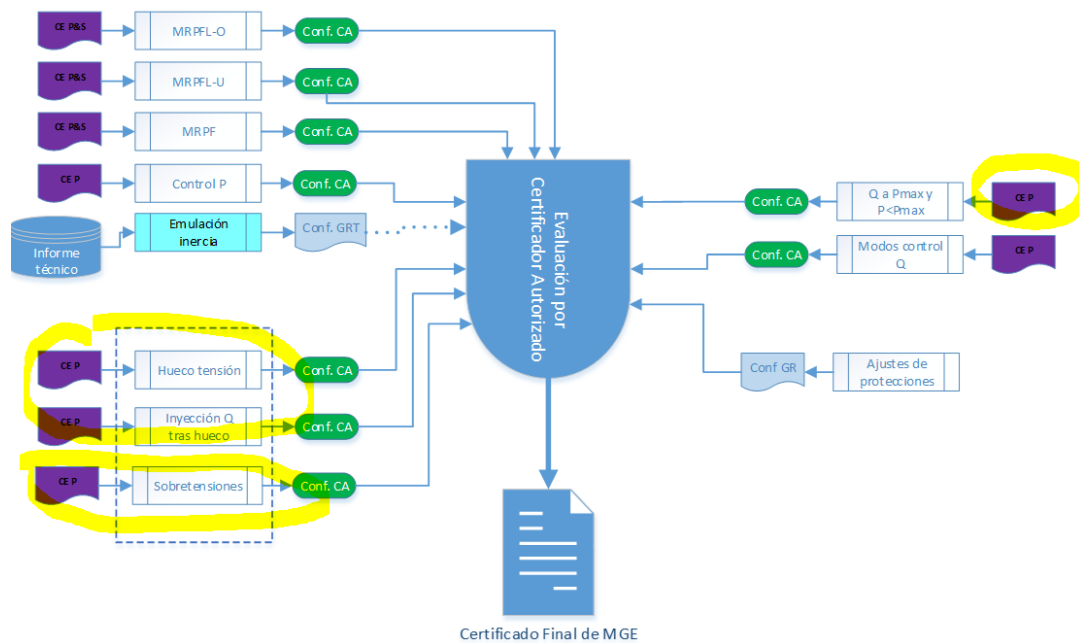 CE P&S
MRPFL-O
Conf. CA
CE P&S
MRPFL-U
Conf. CA
CE P&S
MRPF
Conf. CA
CE P
Control P
Conf. CA
Informe
técnico
Emulación
inercia
Conf. GRT
CE P
Hueco tensión
Conf. CA
CE P
Inyección Q
tras hueco
Conf. CA
CE P
Sobretensiones
Conf. CA
Evaluación por
Certificador Autorizado
Conf. CA
Q a Pmax y
P<Pmax
CE P
Conf. CA
Modos control
Q
CE P
Conf GR
Ajustes de
protecciones
Certificado Final de MGE